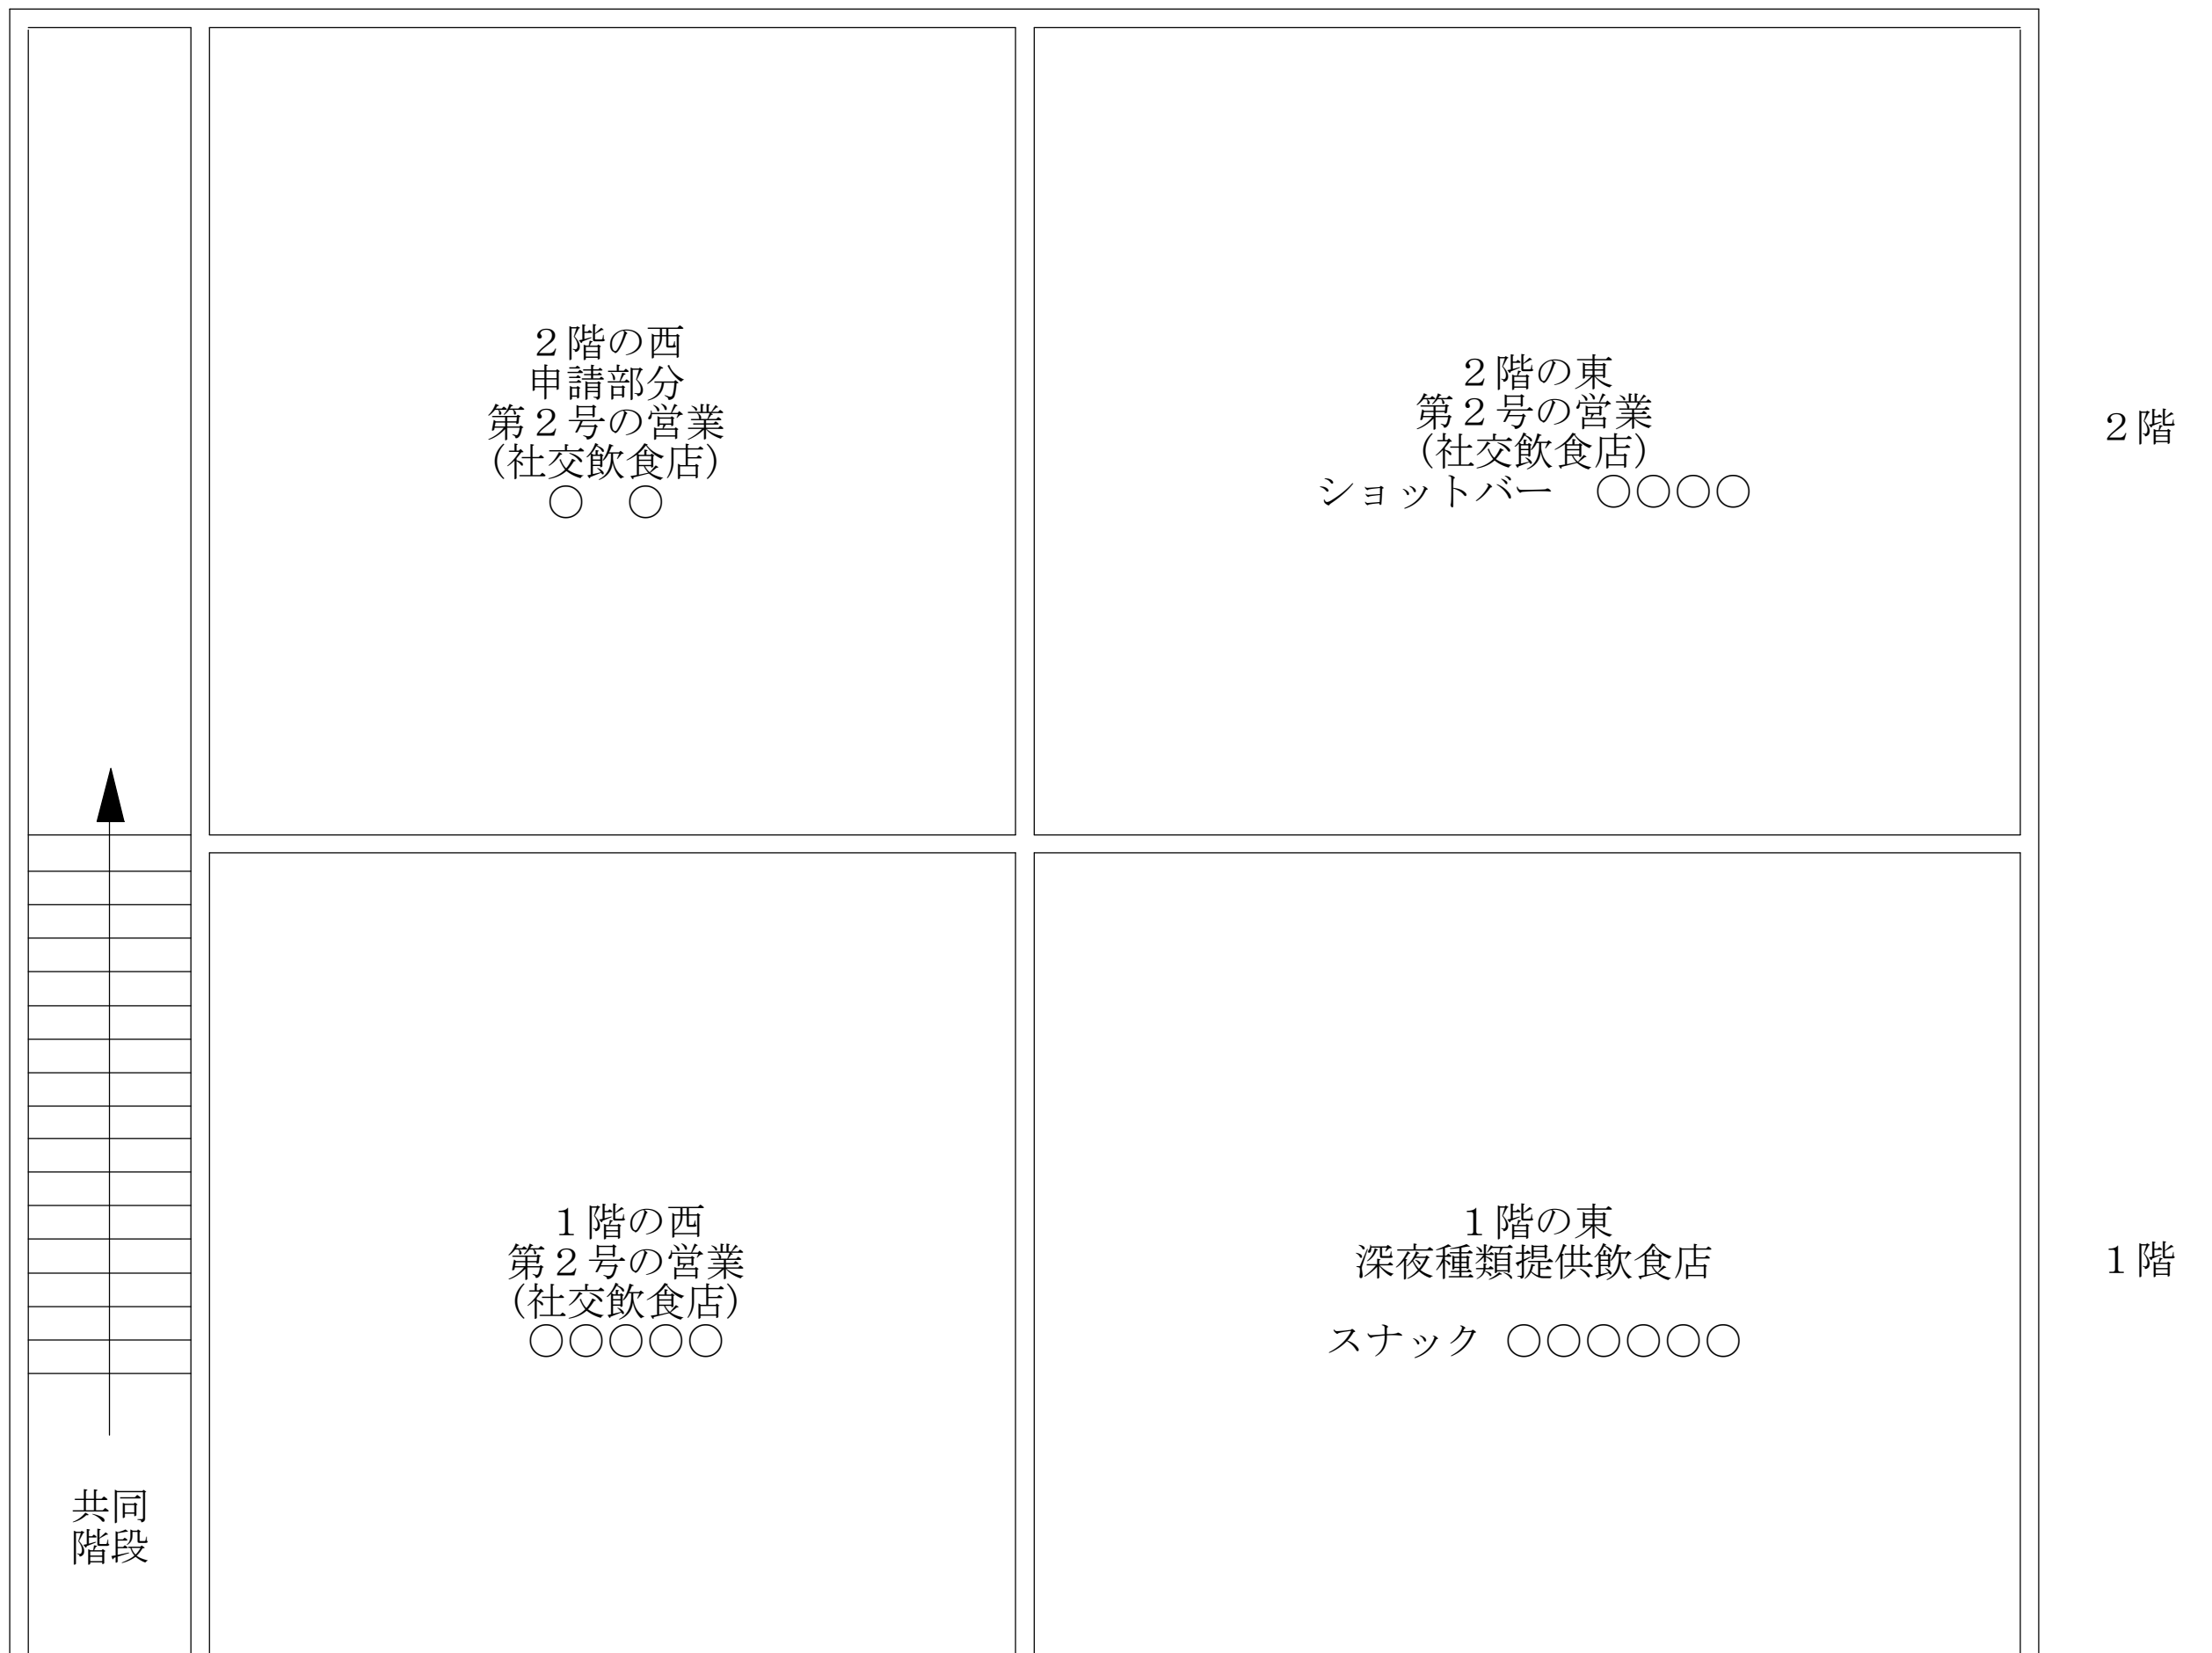 ２階の西
申請部分
第２号の営業
（社交飲食店）
○　○
２階の東
第２号の営業
（社交飲食店）
ショットバー　○○○○
２階
１階の西
第２号の営業
（社交飲食店）
○○○○○
１階の東
深夜種類提供飲食店
スナック ○○○○○○
１階
共同
階段